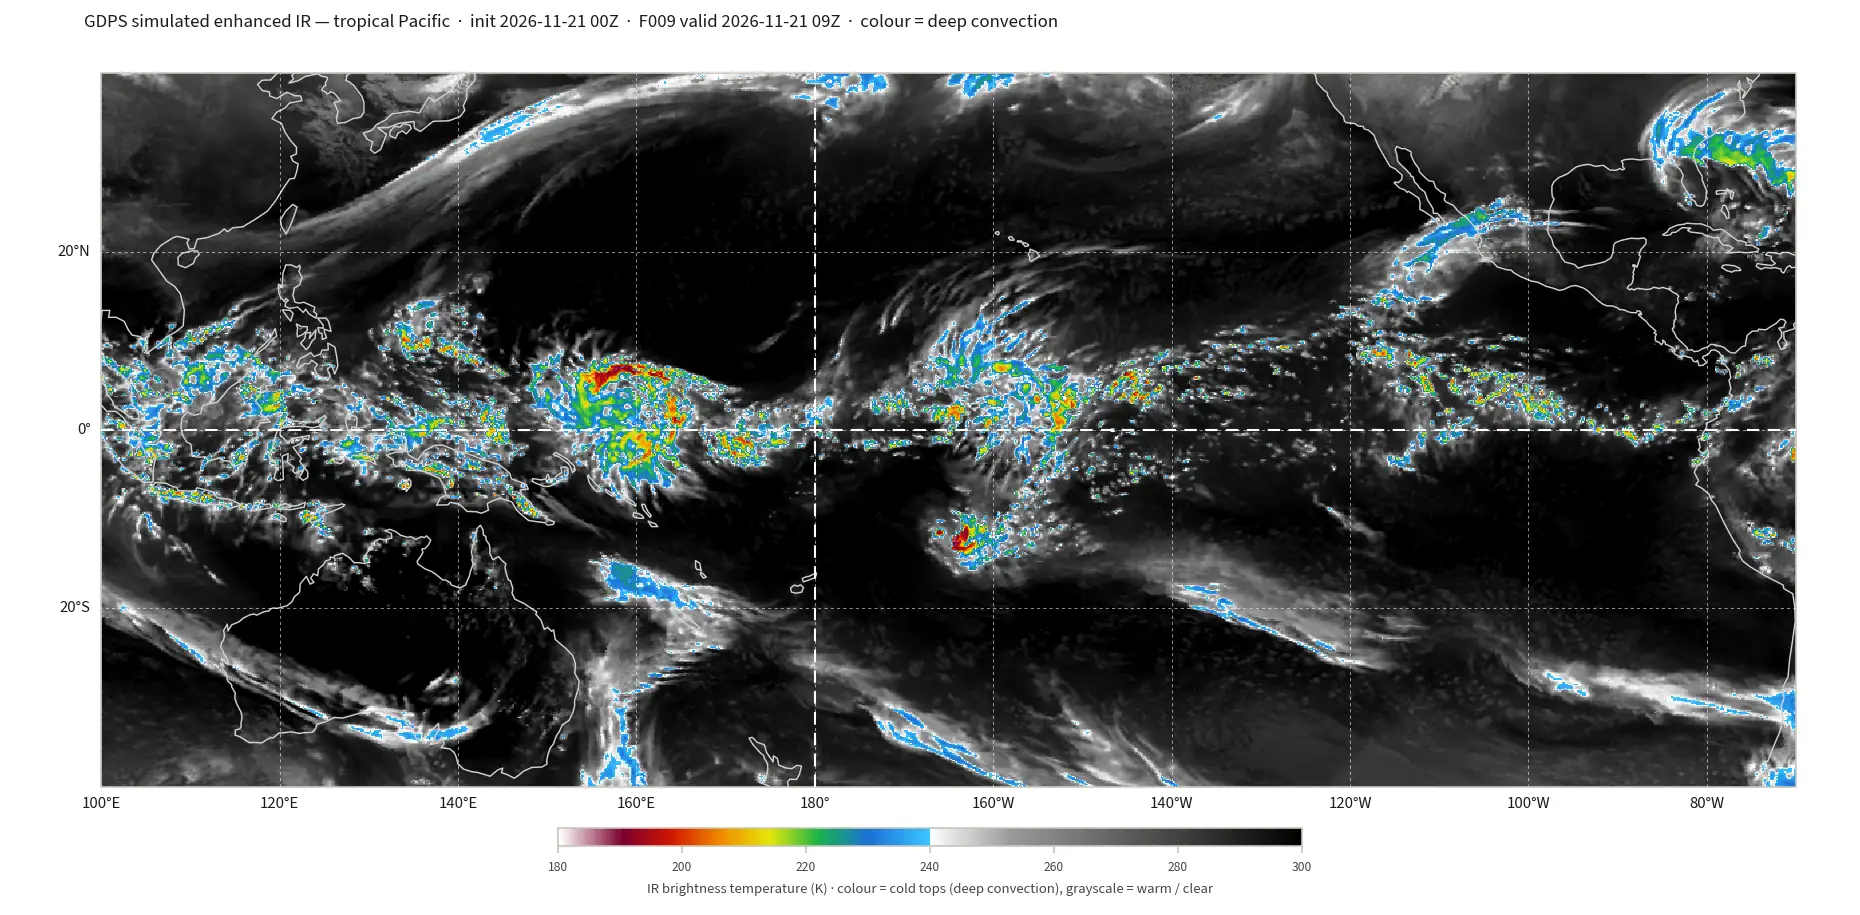 GDPS simulated enhanced IR — tropical Pacific · init 2026-11-21 00Z · F009 valid 2026-11-21 09Z · colour = deep convection
20°N
0°
20°S
100°E 120°E 140°E 160°E 180° 160°W 140°W 120°W 100°W 80°W
180 200 220 240 260 280 300
IR brightness temperature (K) · colour = cold tops (deep convection), grayscale = warm / clear